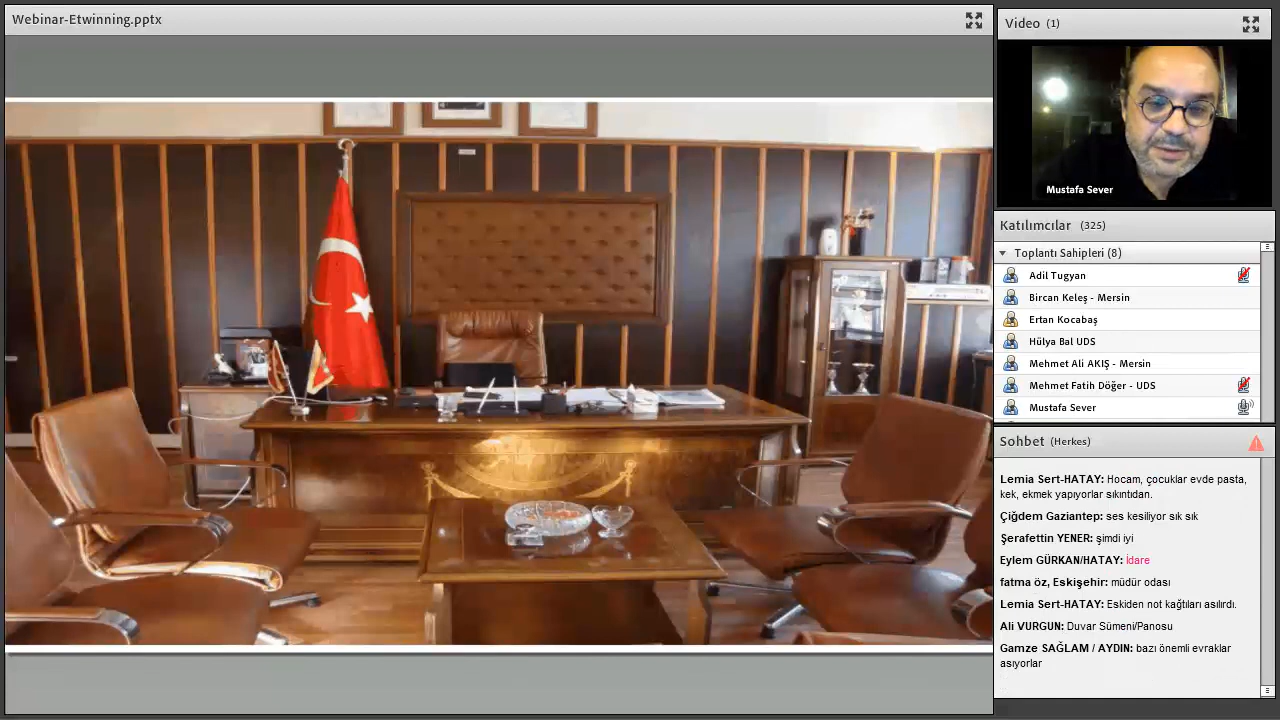 Webinar-Etwinning.pptx
Video (1)
Mustafa Sever
Katılımcılar (325)
Toplantı Sahipleri (8)
Adil Tugyan
Bircan Keleş - Mersin
Ertan Kocabaş
Hülya Bal UDS
Mehmet Ali AKIŞ - Mersin
Mehmet Fatih Döğer - UDS
Mustafa Sever
Sohbet (Herkes)
Lemia Sert-HATAY: Hocam, çocuklar evde pasta,
kek, ekmek yapıyorlar sıkıntıdan.
Çiğdem Gaziantep: ses kesiliyor sık sık
Şerafettin YENER: şimdi iyi
Eylem GÜRKAN/HATAY: İdare
fatma öz, Eskişehir: müdür odası
Lemia Sert-HATAY: Eskiden not kağtıları asılırdı.
Ali VURGUN: Duvar Sümeni/Panosu
Gamze SAĞLAM / AYDIN: bazı önemli evraklar
asıyorlar